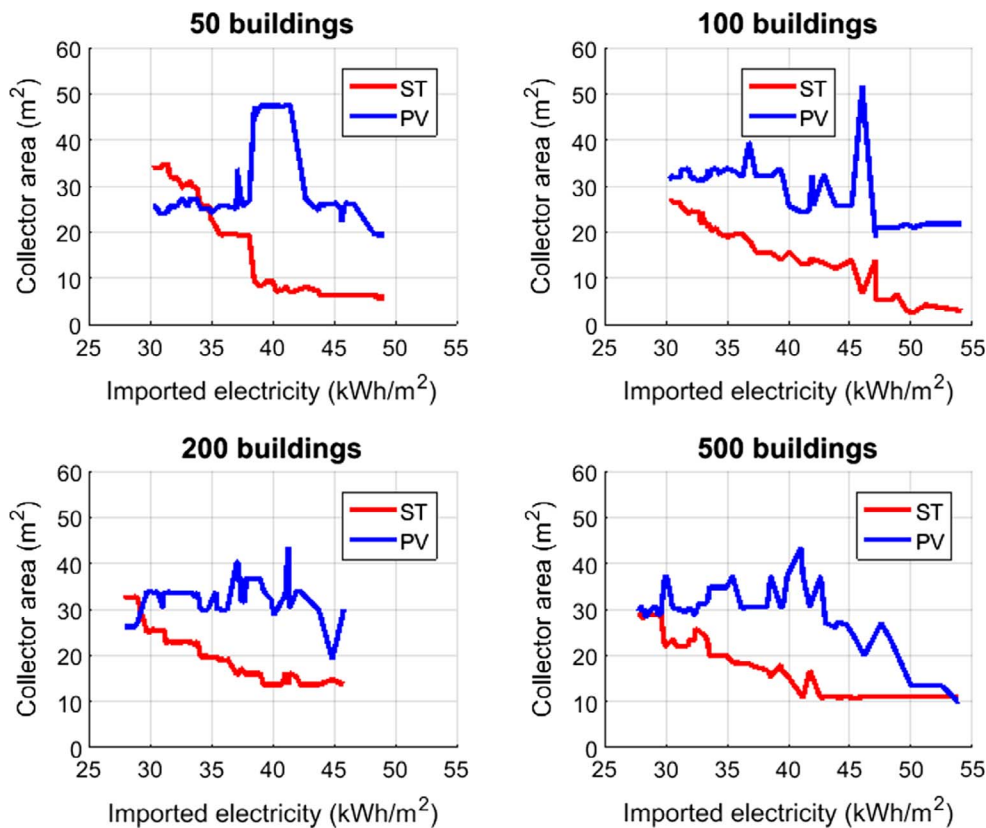 50 buildings
60
50
40
30
20
10
0
Collector area (m²)
ST
PV
25 30 35 40 45 50 55
Imported electricity (kWh/m²)
100 buildings
60
50
40
30
20
10
0
Collector area (m²)
ST
PV
25 30 35 40 45 50 55
Imported electricity (kWh/m²)
200 buildings
60
50
40
30
20
10
0
Collector area (m²)
ST
PV
25 30 35 40 45 50 55
Imported electricity (kWh/m²)
500 buildings
60
50
40
30
20
10
0
Collector area (m²)
ST
PV
25 30 35 40 45 50 55
Imported electricity (kWh/m²)